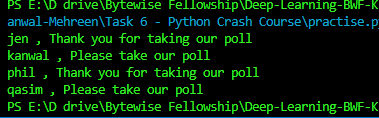 PS E:\D drive\Bytewise Fellowship\Deep-Learning-BWF-K
anwal-Mehreen\Task 6 - Python Crash Course\practise.p
jen , Thank you for taking our poll
kanwal , Please take our poll
phil , Thank you for taking our poll
qasim , Please take our poll
PS E:\D drive\Bytewise Fellowship\Deep-Learning-BWF-K